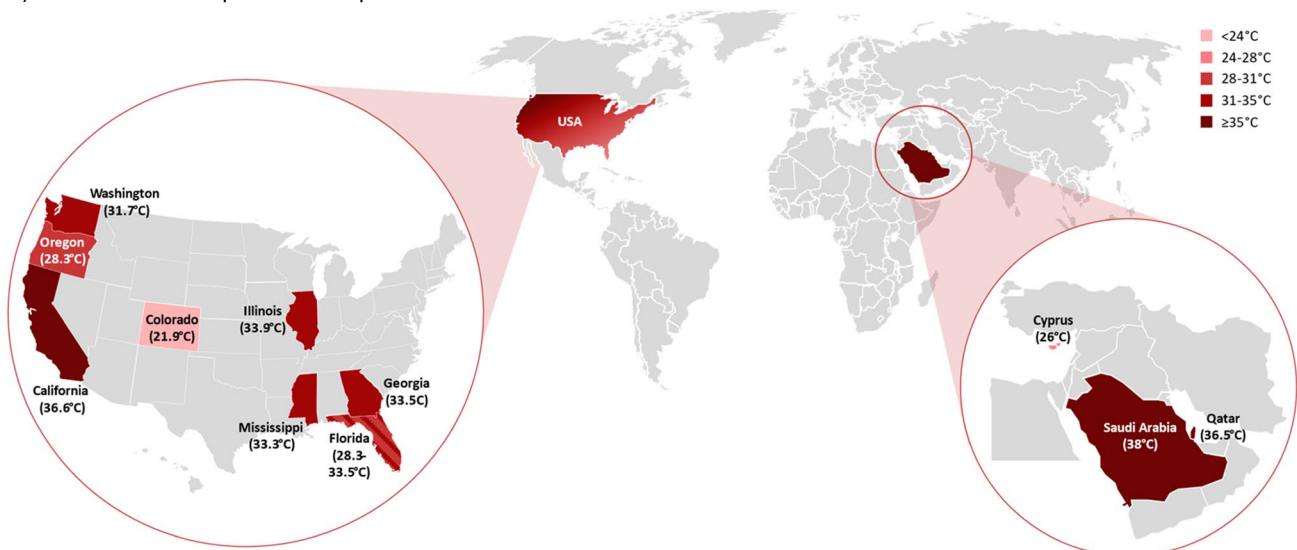 <24°C
24-28°C
28-31°C
31-35°C
≥35°C
USA
Washington
(31.7°C)
Oregon
(28.3°C)
Colorado
(21.9°C)
Illinois
(33.9°C)
California
(36.6°C)
Georgia
(33.5C)
Mississippi
(33.3°C)
Florida
(28.3-
33.5°C)
Cyprus
(26°C)
Saudi Arabia
(38°C)
Qatar
(36.5°C)